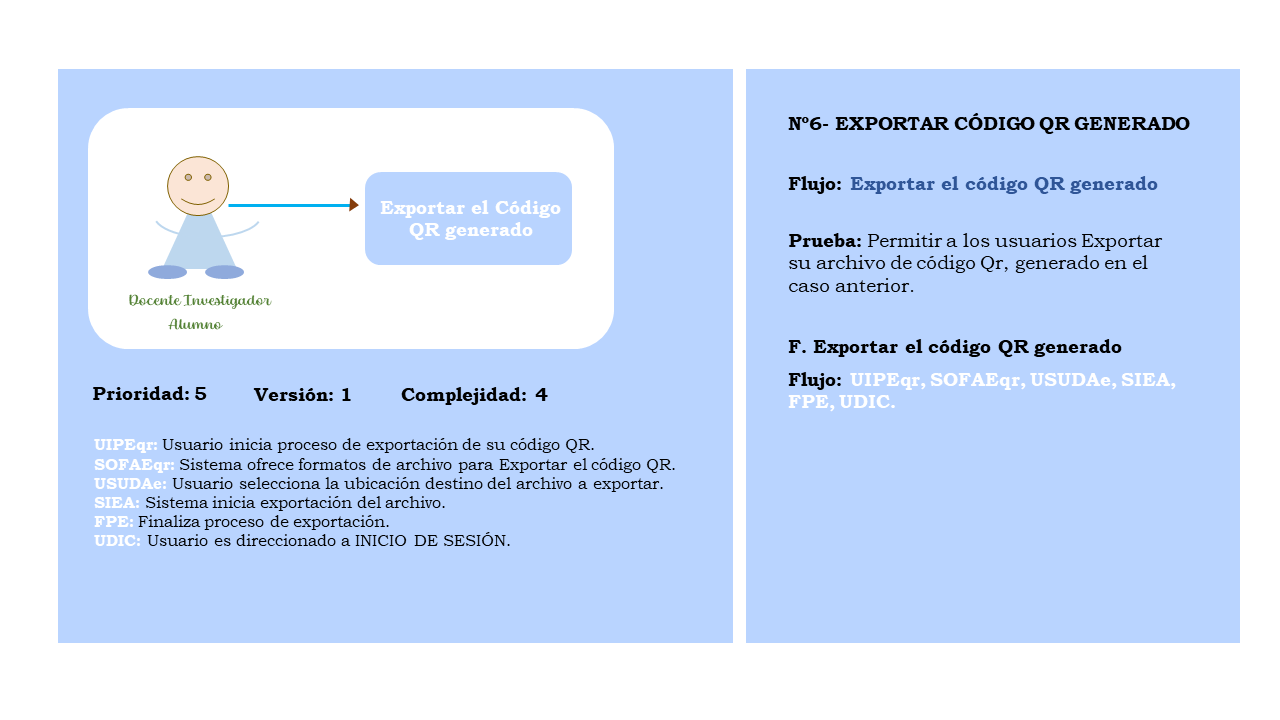 Exportar el Código
QR generado
Docente Investigador
Alumno
Prioridad: 5 Versión: 1 Complejidad: 4
UIPEqr: Usuario inicia proceso de exportación de su código QR.
SOFAEqr: Sistema ofrece formatos de archivo para Exportar el código QR.
USUDAe: Usuario selecciona la ubicación destino del archivo a exportar.
SIEA: Sistema inicia exportación del archivo.
FPE: Finaliza proceso de exportación.
UDIC: Usuario es direccionado a INICIO DE SESIÓN.
Nº6- EXPORTAR CÓDIGO QR GENERADO
Flujo: Exportar el código QR generado
Prueba: Permitir a los usuarios Exportar
su archivo de código Qr, generado en el
caso anterior.
F. Exportar el código QR generado
Flujo: UIPEqr, SOFAEqr, USUDAe, SIEA,
FPE, UDIC.